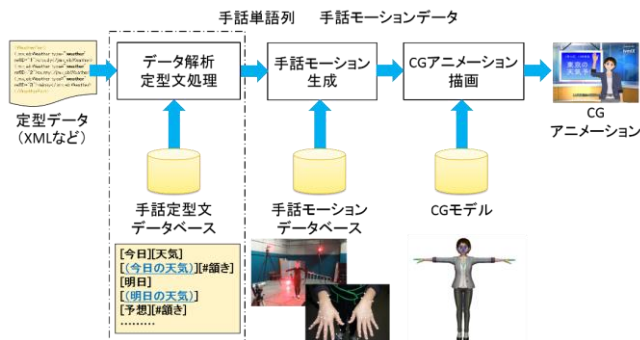 手話単語列 手話モーションデータ
データ解析
定型文処理
手話モーション
生成
CGアニメーション
描画
定型データ
(XMLなど)
CG
アニメーション
手話定型文
データベース
手話モーション
データベース
CGモデル
[今日][天気]
[(今日の天気)][#頷き]
[明日]
[(明日の天気)]
[予想][#頷き]
………